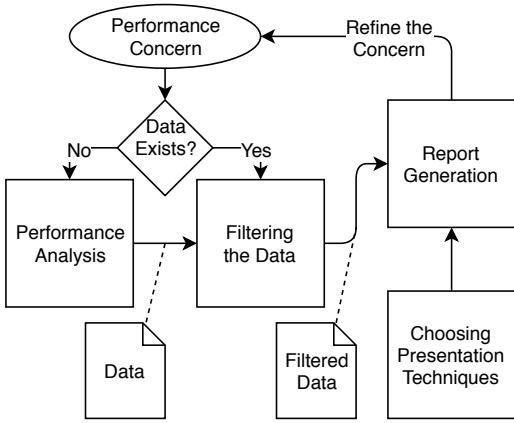 Performance
Concern
Refine the
Concern
Data
Exists?
No
Yes
Report
Generation
Performance
Analysis
Filtering
the Data
Data
Filtered
Data
Choosing
Presentation
Techniques